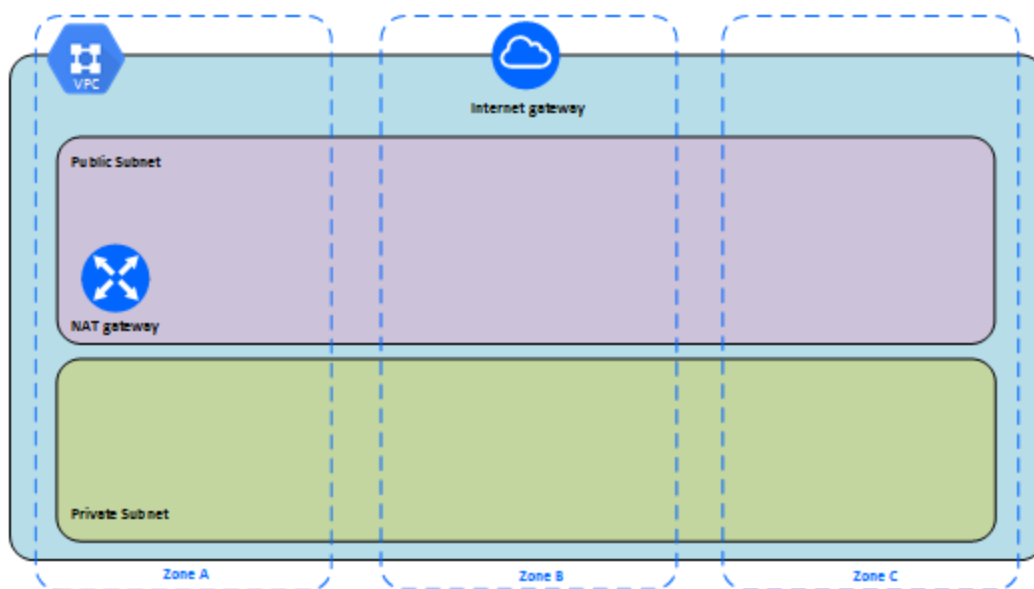 VPC
Internet gateway
Public Subnet
NAT gateway
Private Subnet
Zone A
Zone B
Zone C